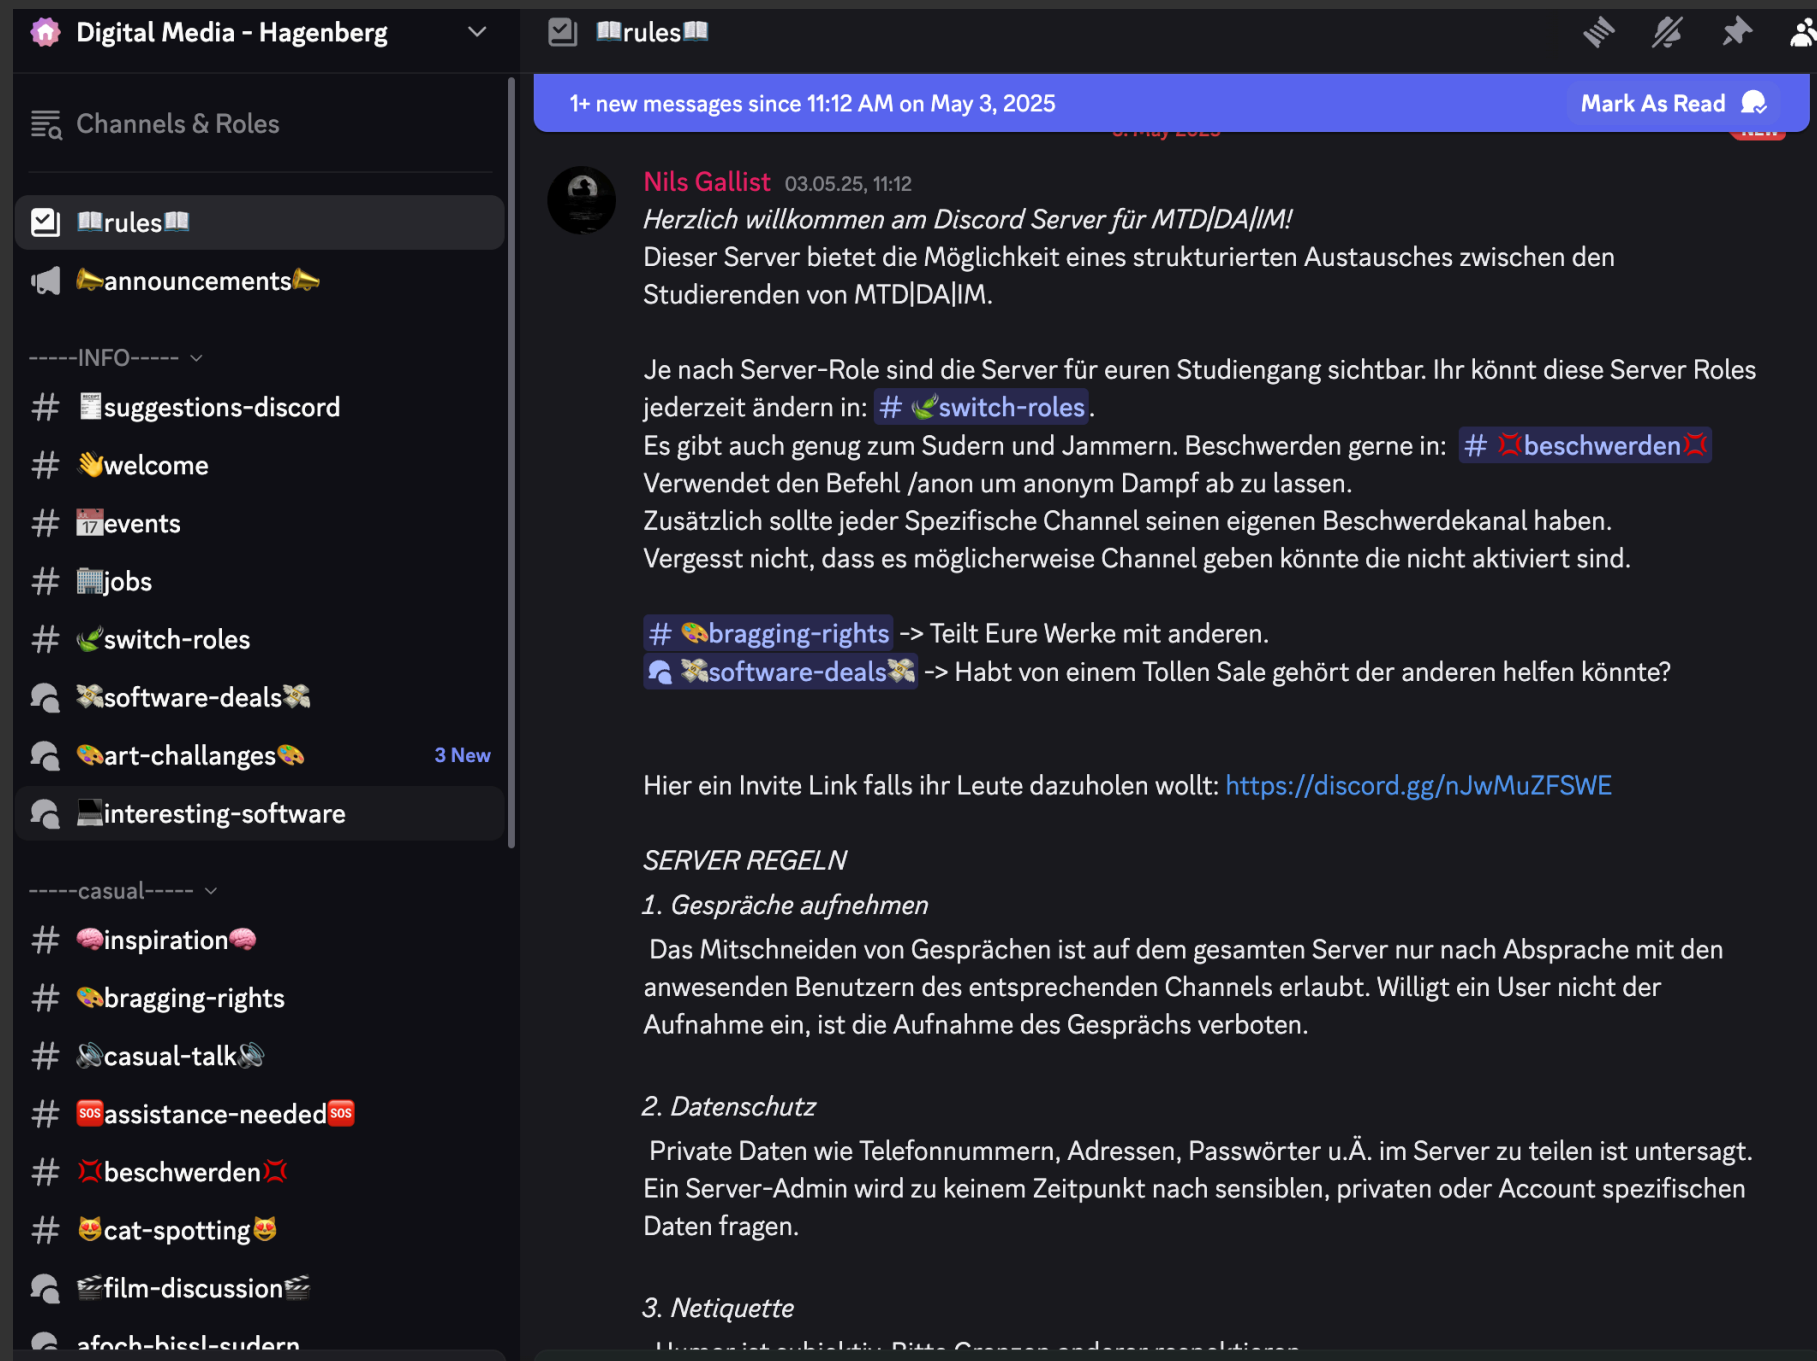 Digital Media - Hagenberg
Channels & Roles
rules
announcements
-----INFO-----
suggestions-discord
welcome
events
jobs
switch-roles
software-deals
art-challanges
3 New
interesting-software
-----casual-----
inspiration
bragging-rights
casual-talk
assistance-needed
beschwerden
cat-spotting
film-discussion
afoch-bissl-sudern
rules
1+ new messages since 11:12 AM on May 3, 2025
Mark As Read
3. May 2025
NEW
Nils Gallist 03.05.25, 11:12
Herzlich willkommen am Discord Server für MTD|DA|IM!
Dieser Server bietet die Möglichkeit eines strukturierten Austausches zwischen den
Studierenden von MTD|DA|IM.
Je nach Server-Role sind die Server für euren Studiengang sichtbar. Ihr könnt diese Server Roles
jederzeit ändern in: # switch-roles.
Es gibt auch genug zum Sudern und Jammern. Beschwerden gerne in: # beschwerden
Verwendet den Befehl /anon um anonym Dampf ab zu lassen.
Zusätzlich sollte jeder Spezifische Channel seinen eigenen Beschwerdekanal haben.
Vergesst nicht, dass es möglicherweise Channel geben könnte die nicht aktiviert sind.
# bragging-rights -> Teilt Eure Werke mit anderen.
software-deals -> Habt von einem Tollen Sale gehört der anderen helfen könnte?
Hier ein Invite Link falls ihr Leute dazuholen wollt: https://discord.gg/nJwMuZFSWE
SERVER REGELN
1. Gespräche aufnehmen
Das Mitschneiden von Gesprächen ist auf dem gesamten Server nur nach Absprache mit den
anwesenden Benutzern des entsprechenden Channels erlaubt. Willigt ein User nicht der
Aufnahme ein, ist die Aufnahme des Gesprächs verboten.
2. Datenschutz
Private Daten wie Telefonnummern, Adressen, Passwörter u.Ä. im Server zu teilen ist untersagt.
Ein Server-Admin wird zu keinem Zeitpunkt nach sensiblen, privaten oder Account spezifischen
Daten fragen.
3. Netiquette
Humor ist subjektiv. Bitte Grenzen anderer respektieren.